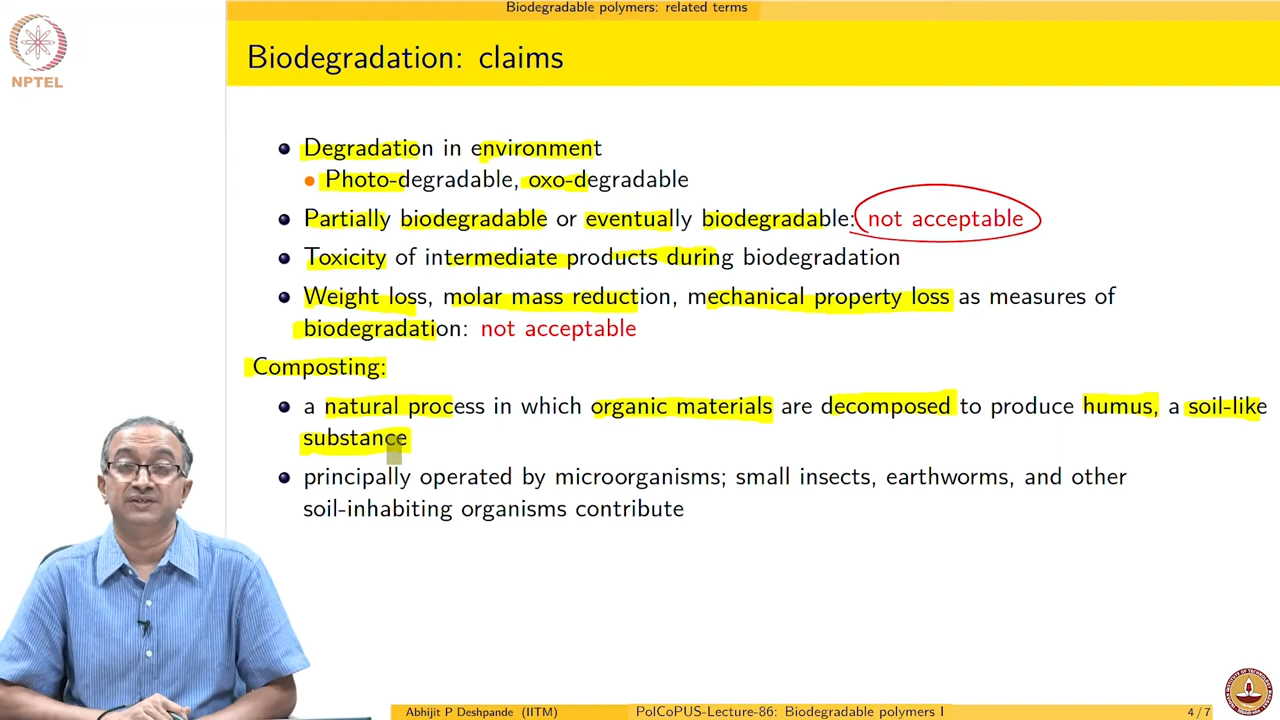 Biodegradable polymers: related terms
NPTEL
Biodegradation: claims
Degradation in environment
Photo-degradable, oxo-degradable
Partially biodegradable or eventually biodegradable: not acceptable
Toxicity of intermediate products during biodegradation
Weight loss, molar mass reduction, mechanical property loss as measures of
biodegradation: not acceptable
Composting:
a natural process in which organic materials are decomposed to produce humus, a soil-like
substance
principally operated by microorganisms; small insects, earthworms, and other
soil-inhabiting organisms contribute
Abhijit P Deshpande (IITM) PolCoPUS-Lecture-86: Biodegradable polymers I 4 / 7